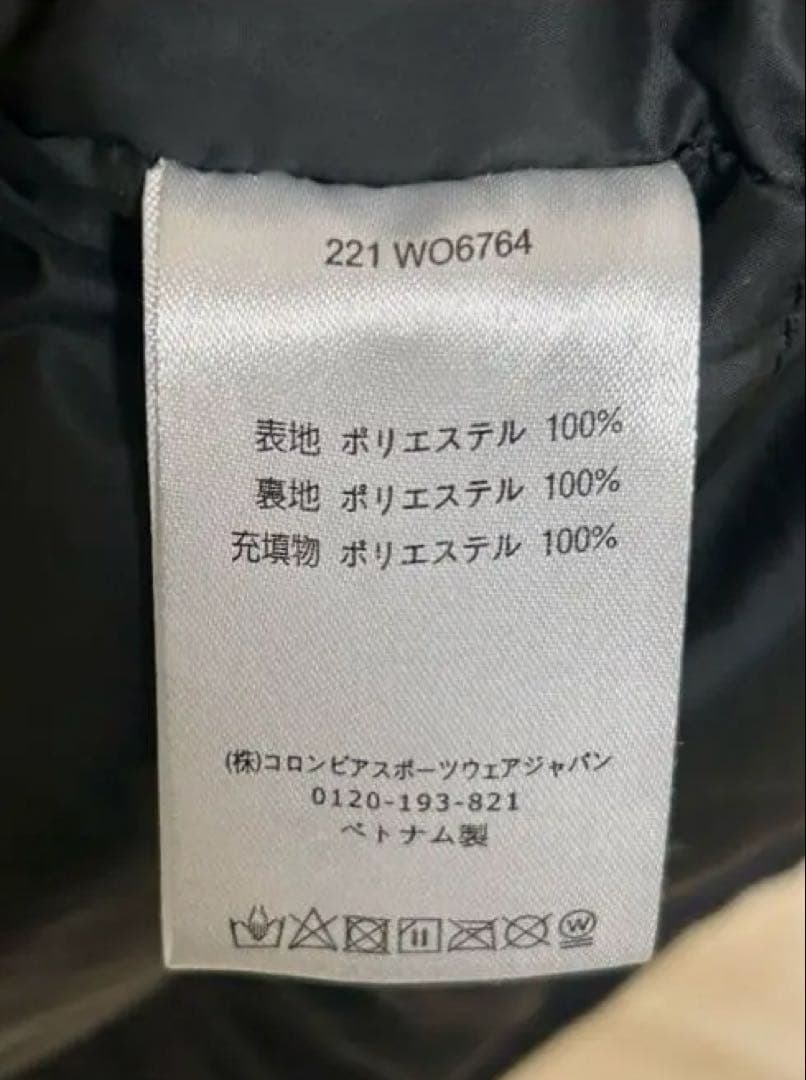 221 WO6764
表地 ポリエステル 100%
裏地 ポリエステル 100%
充填物 ポリエステル 100%
(株)コロンビアスポーツウェアジャパン
0120-193-821
ベトナム製
W